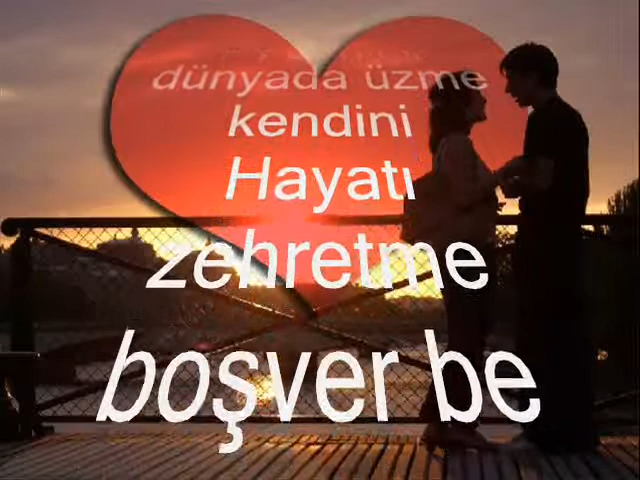 dünyada üzme
kendini
Hayatı
zehretme
boşver be